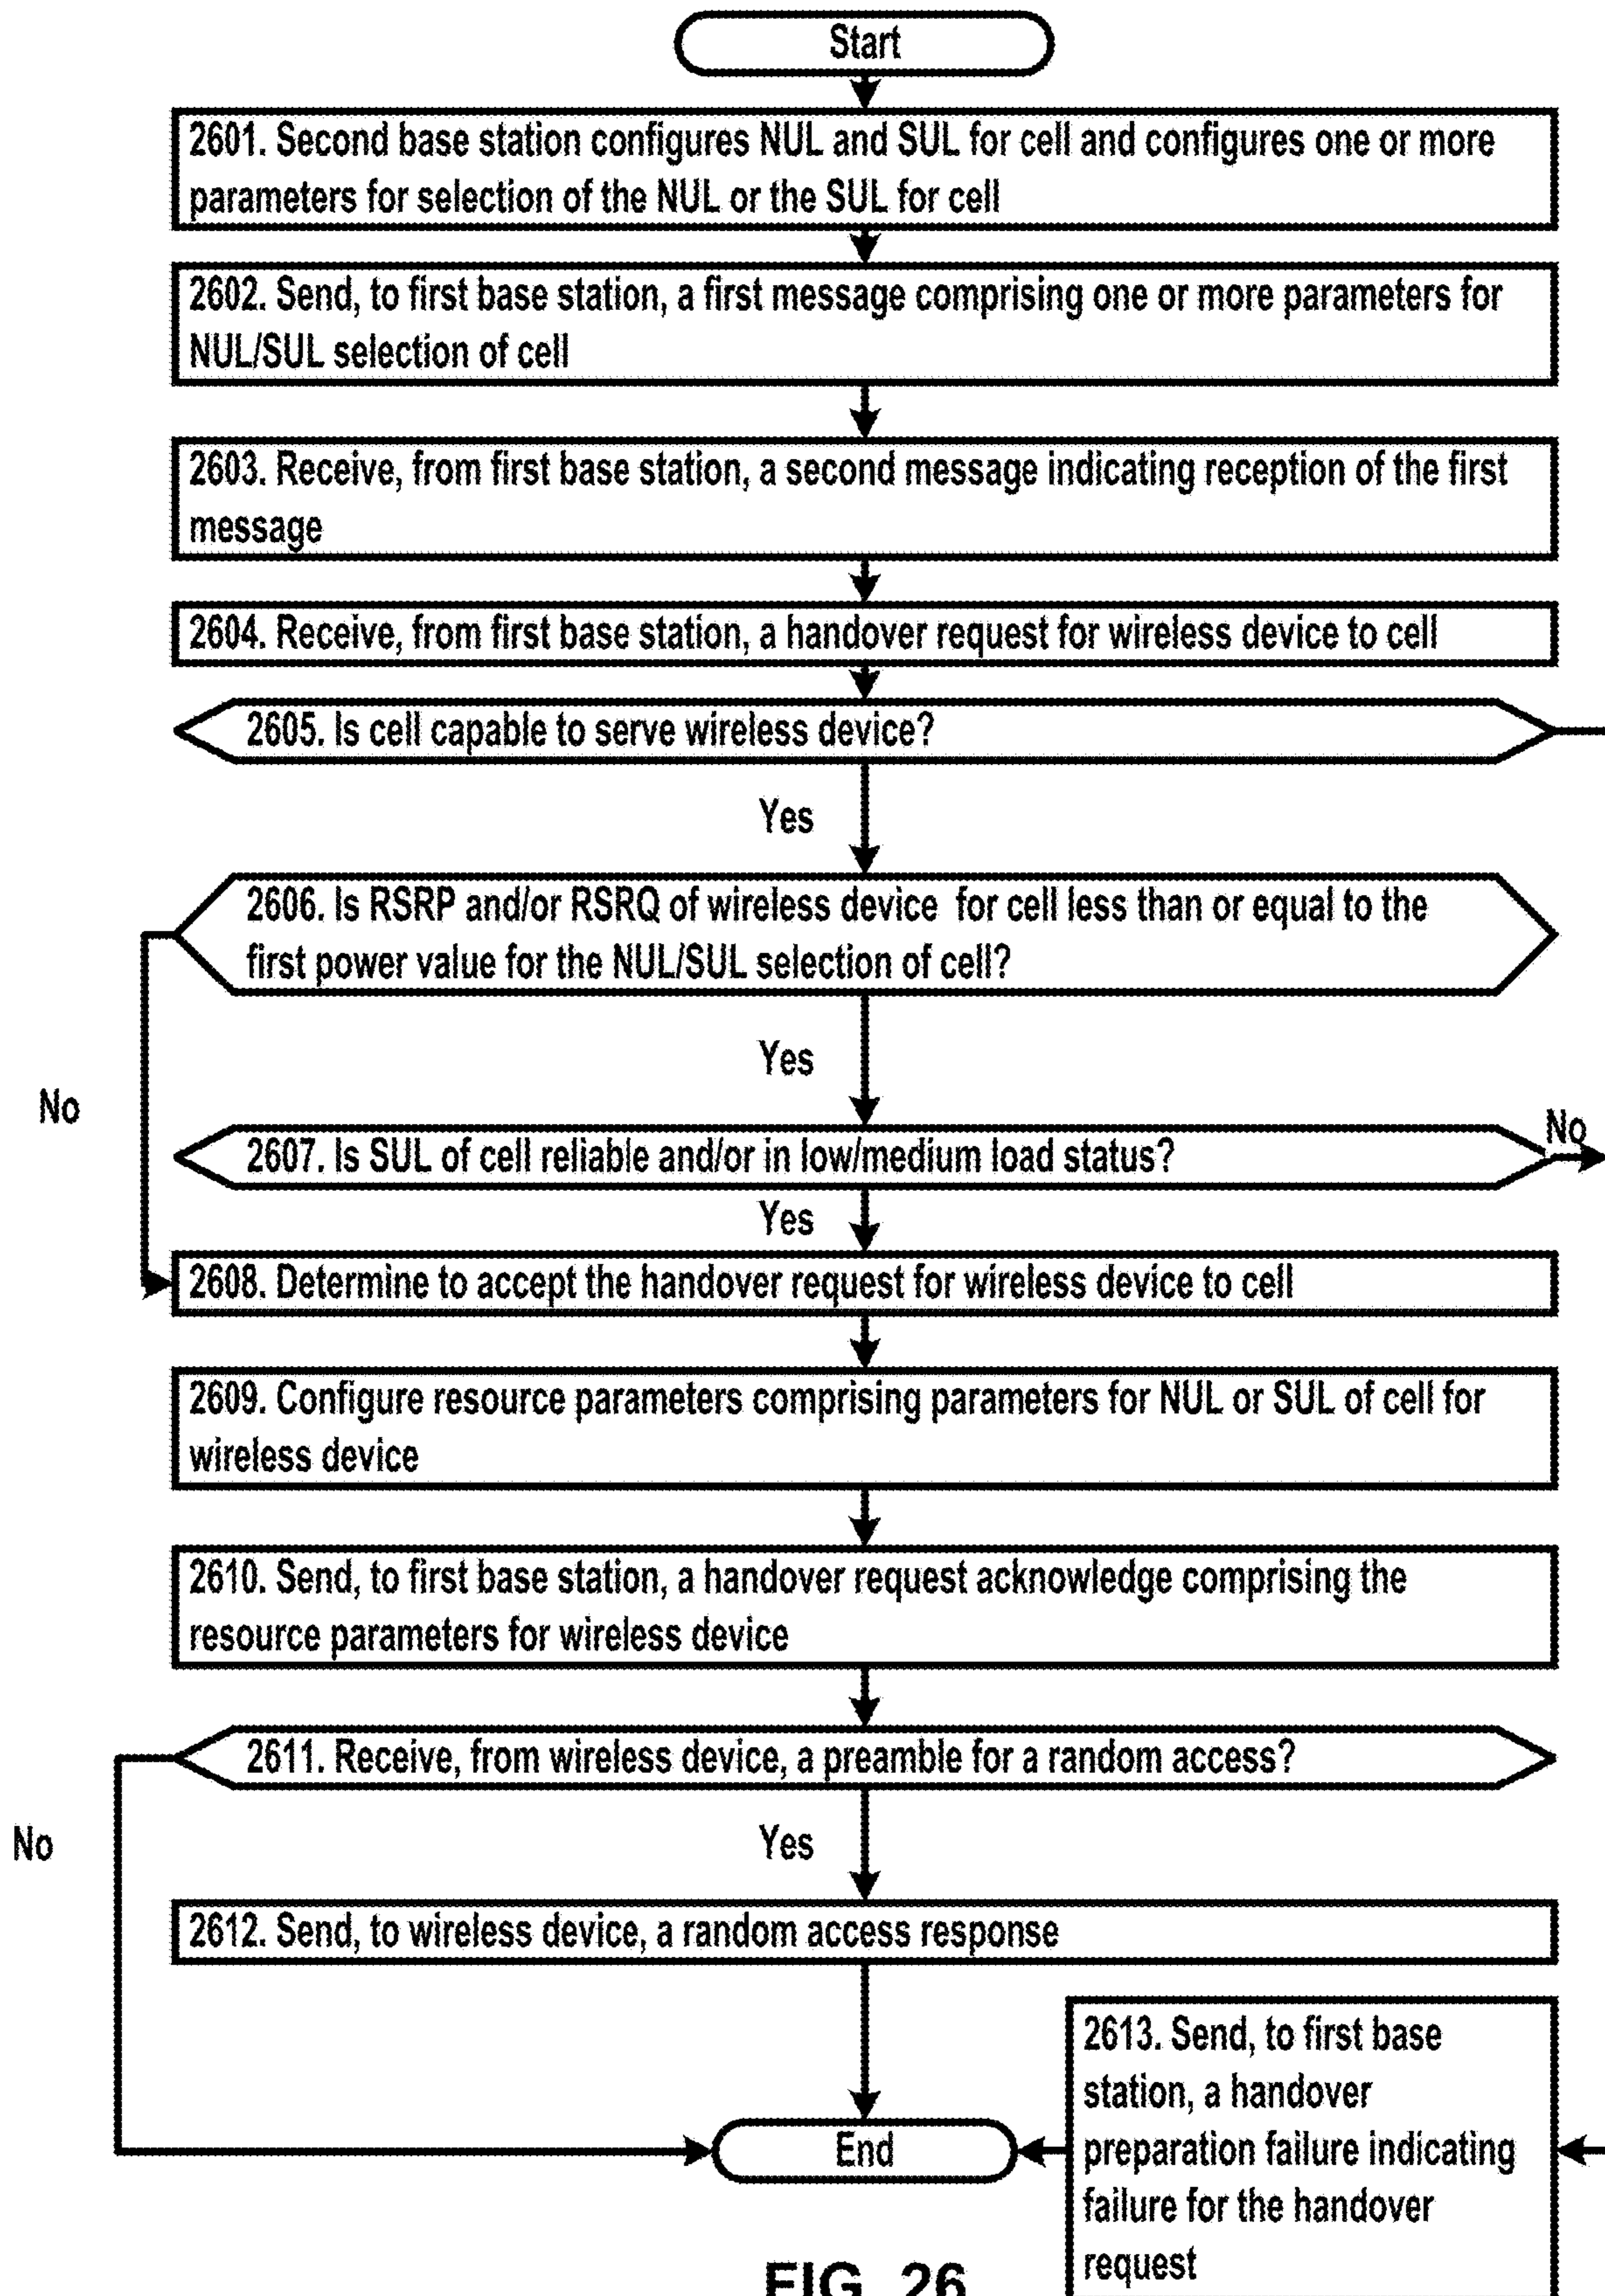 Start
2601. Second base station configures NUL and SUL for cell and configures one or more
parameters for selection of the NUL or the SUL for cell
2602. Send, to first base station, a first message comprising one or more parameters for
NUL/SUL selection of cell
2603. Receive, from first base station, a second message indicating reception of the first
message
2604. Receive, from first base station, a handover request for wireless device to cell
2605. Is cell capable to serve wireless device?
Yes
2606. Is RSRP and/or RSRQ of wireless device for cell less than or equal to the
first power value for the NUL/SUL selection of cell?
Yes
No
No
2607. Is SUL of cell reliable and/or in low/medium load status?
Yes
2608. Determine to accept the handover request for wireless device to cell
2609. Configure resource parameters comprising parameters for NUL or SUL of cell for
wireless device
2610. Send, to first base station, a handover request acknowledge comprising the
resource parameters for wireless device
2611. Receive, from wireless device, a preamble for a random access?
No
Yes
2612. Send, to wireless device, a random access response
2613. Send, to first base
station, a handover
preparation failure indicating
failure for the handover
request
End
FIG. 26